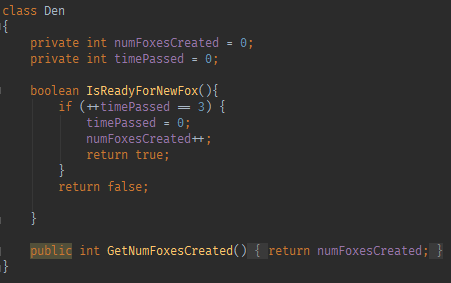 class Den
{
    private int numFoxesCreated = 0;
    private int timePassed = 0;

    boolean IsReadyForNewFox(){
        if (++timePassed == 3) {
            timePassed = 0;
            numFoxesCreated++;
            return true;
        }
        return false;

    }

    public int GetNumFoxesCreated() { return numFoxesCreated; }
}